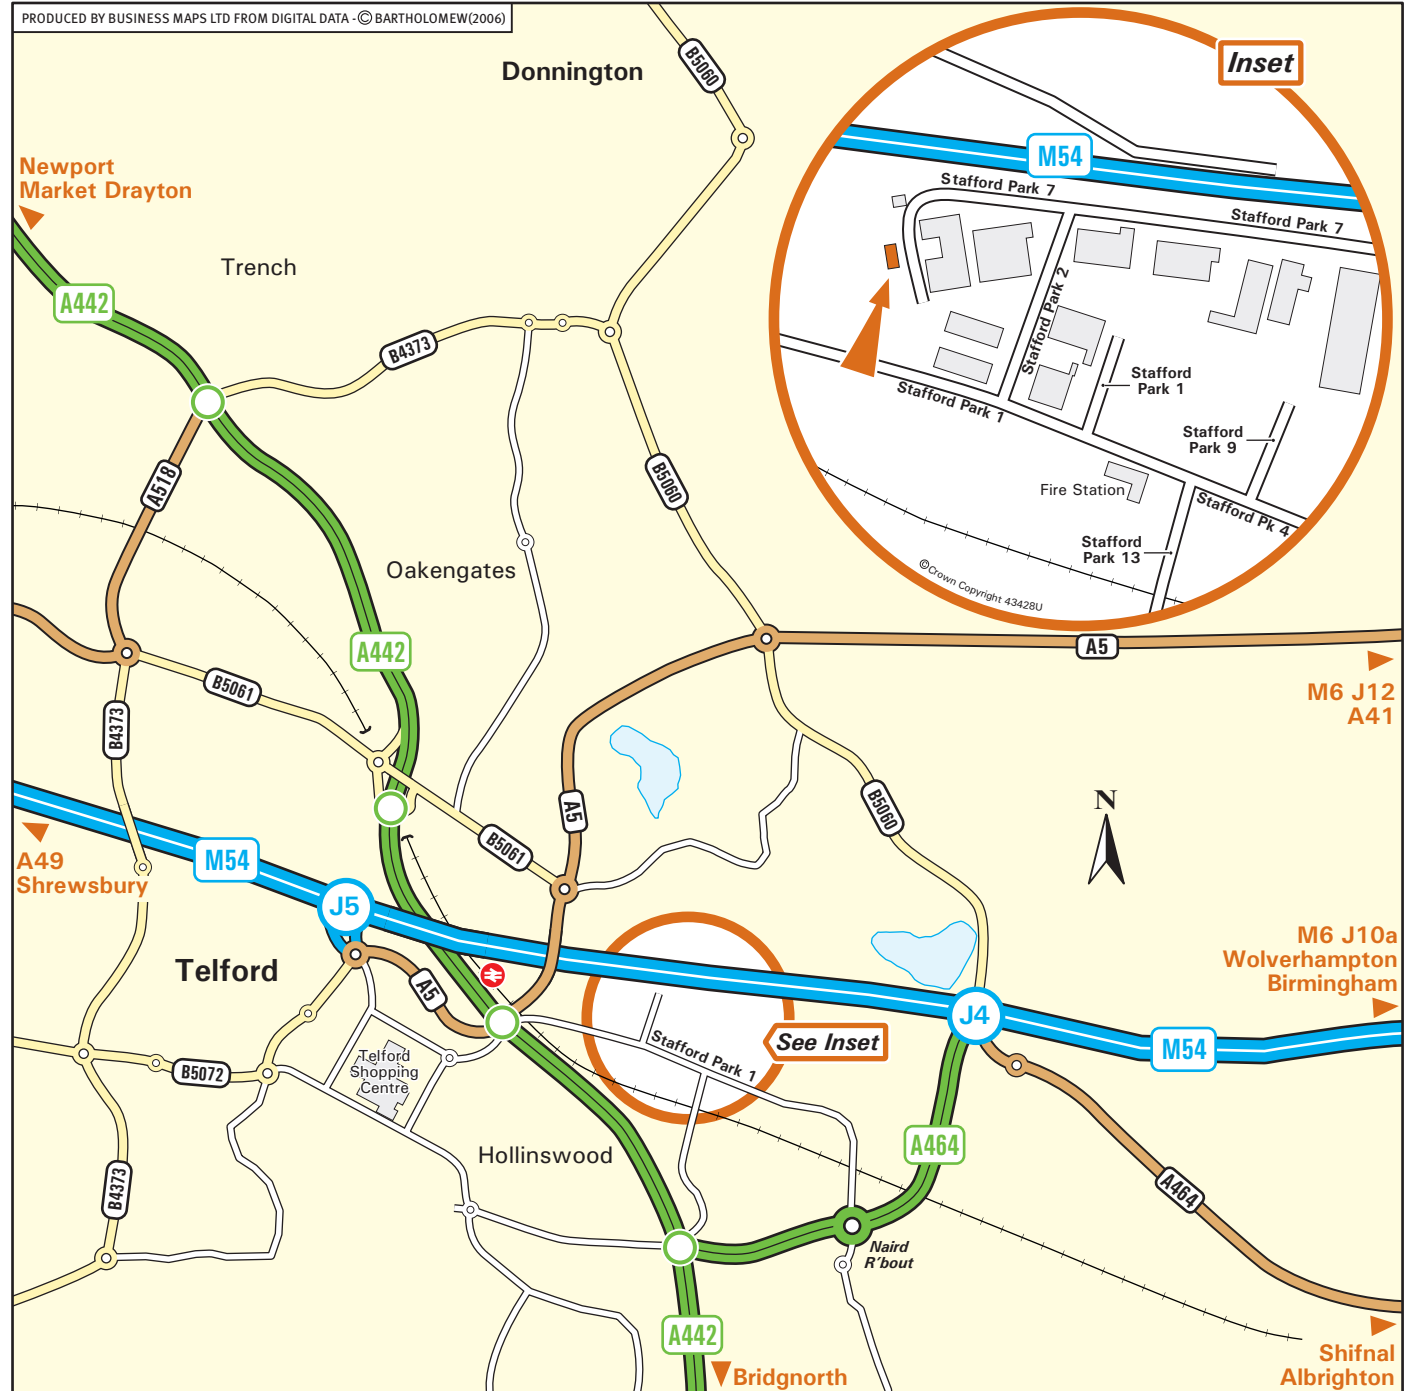 PRODUCED BY BUSINESS MAPS LTD FROM DIGITAL DATA - © BARTHOLOMEW(2006)
Donnington
B5060
Inset
M54
Stafford Park 7
Stafford Park 7
Stafford Park 2
Stafford
Park 1
Stafford Park 1
Stafford
Park 9
Fire Station
Stafford Pk 4
Stafford
Park 13
©Crown Copyright 43428U
Newport
Market Drayton
Trench
A442
B4373
A518
B5060
Oakengates
A442
B5061
B4373
A5
M6 J12
A41
A5
B5060
N
B5061
M54
A49
Shrewsbury
J5
Telford
A5
M6 J10a
Wolverhampton
Birmingham
J4
M54
See Inset
Stafford Park 1
Telford
Shopping
Centre
B5072
Hollinswood
A464
B4373
A464
Naird
R'bout
A442
Bridgnorth
Shifnal
Albrighton